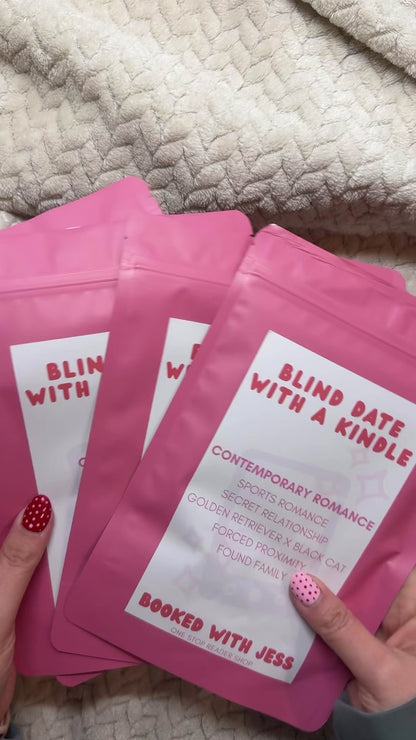 BLIND DATE
WITH A KINDLE
CONTEMPORARY ROMANCE
SPORTS ROMANCE
SECRET RELATIONSHIP
GOLDEN RETRIEVER X BLACK CAT
FORCED PROXIMITY
FOUND FAMILY
BOOKED WITH JESS
ONE STOP READER SHOP
BLIN
WITH